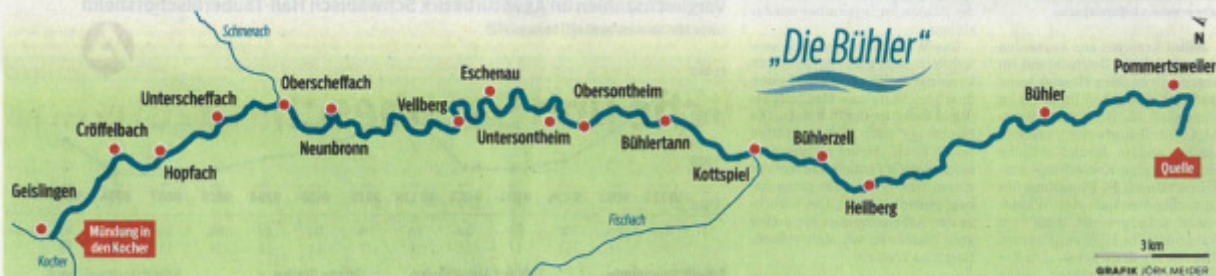 „Die Bühler“
N
Schmerach
Oberscheffach
Eschenau
Obersontheim
Pommertsweiler
Unterscheffach
Vellberg
Bühler
Cröffelbach
Neunbronn
Untersontheim
Bühlertann
Bühlerzell
Hopfach
Kottspiel
Quelle
Geislingen
Heilberg
Mündung in
den Kocher
Fischach
Kocher
3 km
GRAFIK JÖRK MEIDER